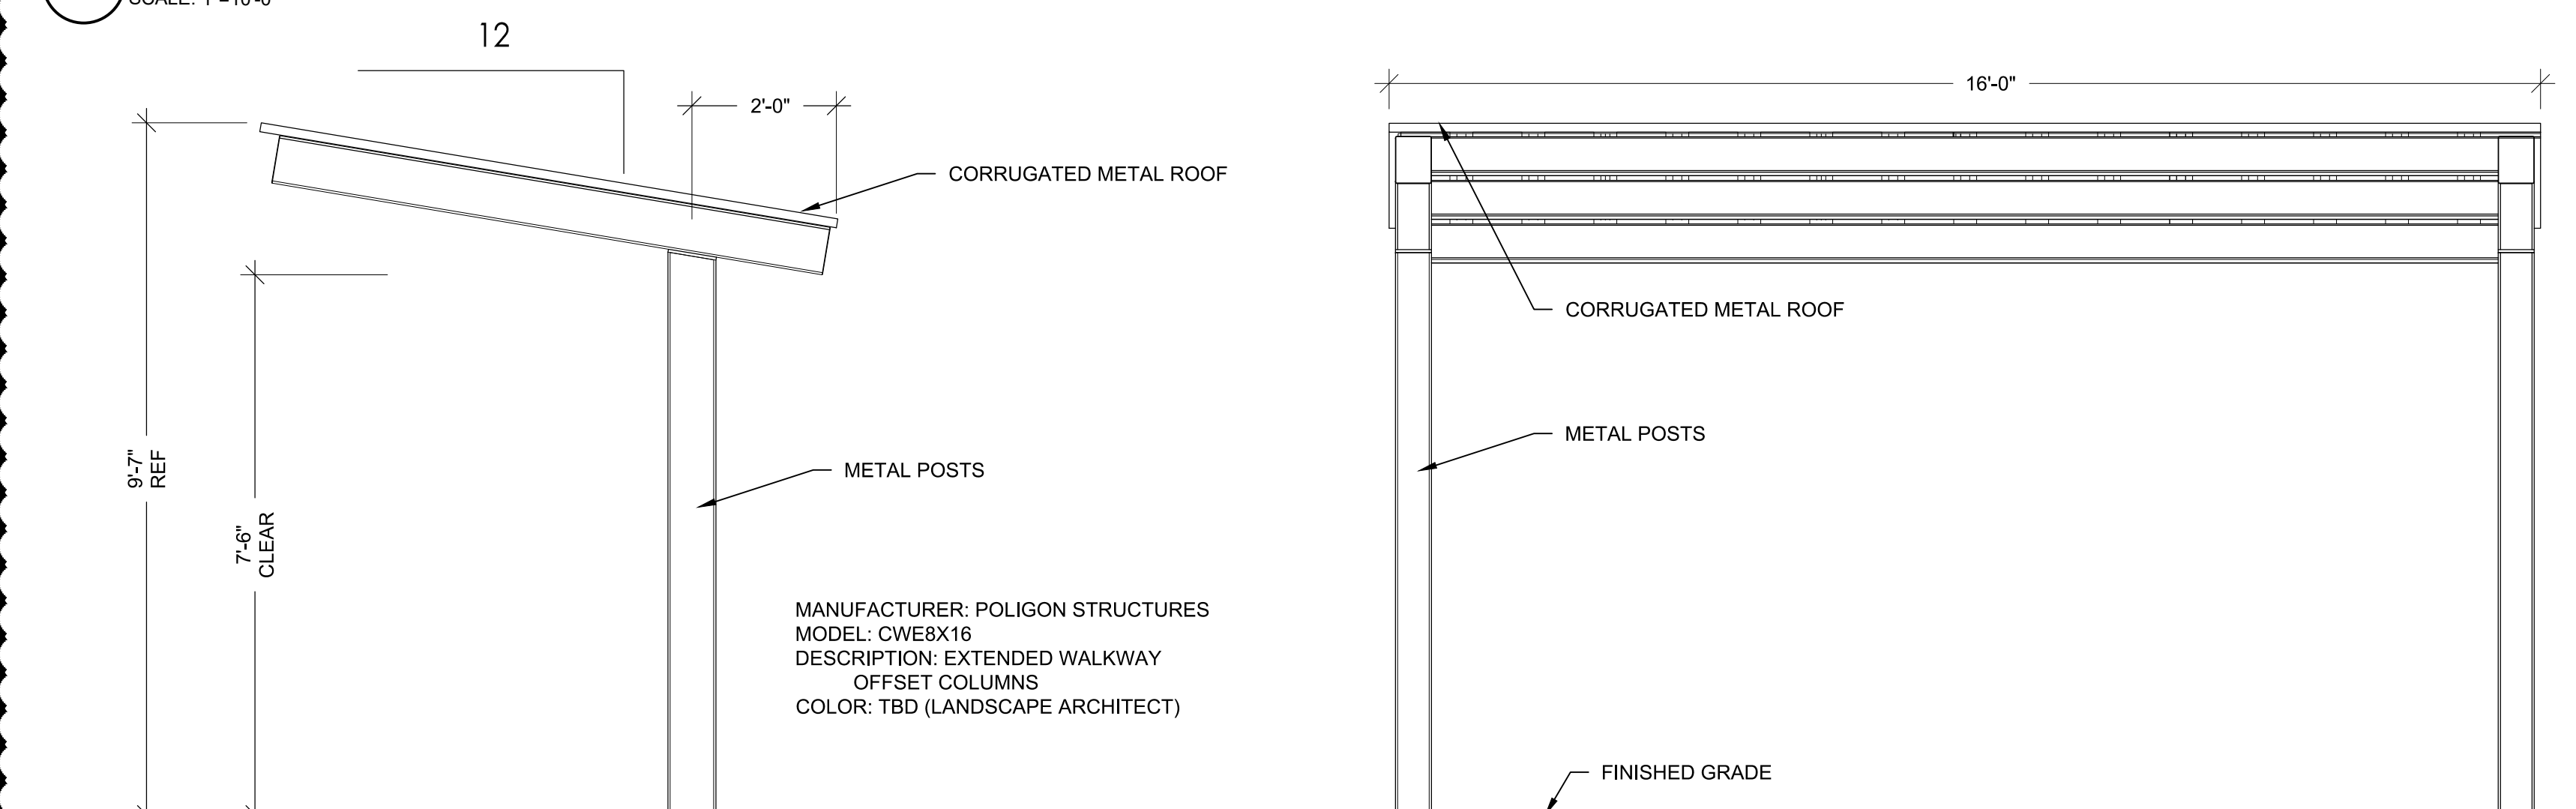 12
2'-0"
16'-0"
CORRUGATED METAL ROOF
CORRUGATED METAL ROOF
METAL POSTS
METAL POSTS
9'-7"
REF
7'-6"
CLEAR
MANUFACTURER: POLIGON STRUCTURES
MODEL: CWE8X16
DESCRIPTION: EXTENDED WALKWAY
OFFSET COLUMNS
COLOR: TBD (LANDSCAPE ARCHITECT)
FINISHED GRADE